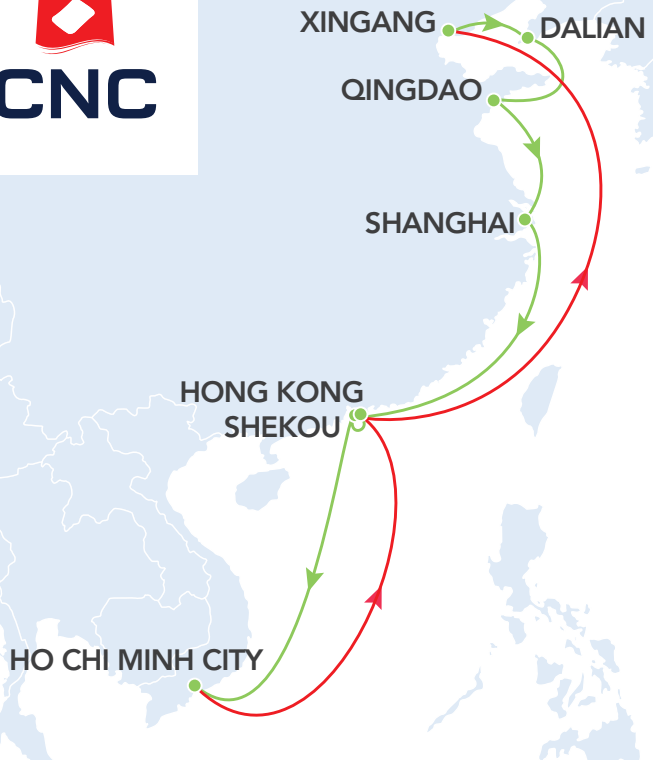 CNC
XINGANG
DALIAN
QINGDAO
SHANGHAI
HONG KONG
SHEKOU
HO CHI MINH CITY